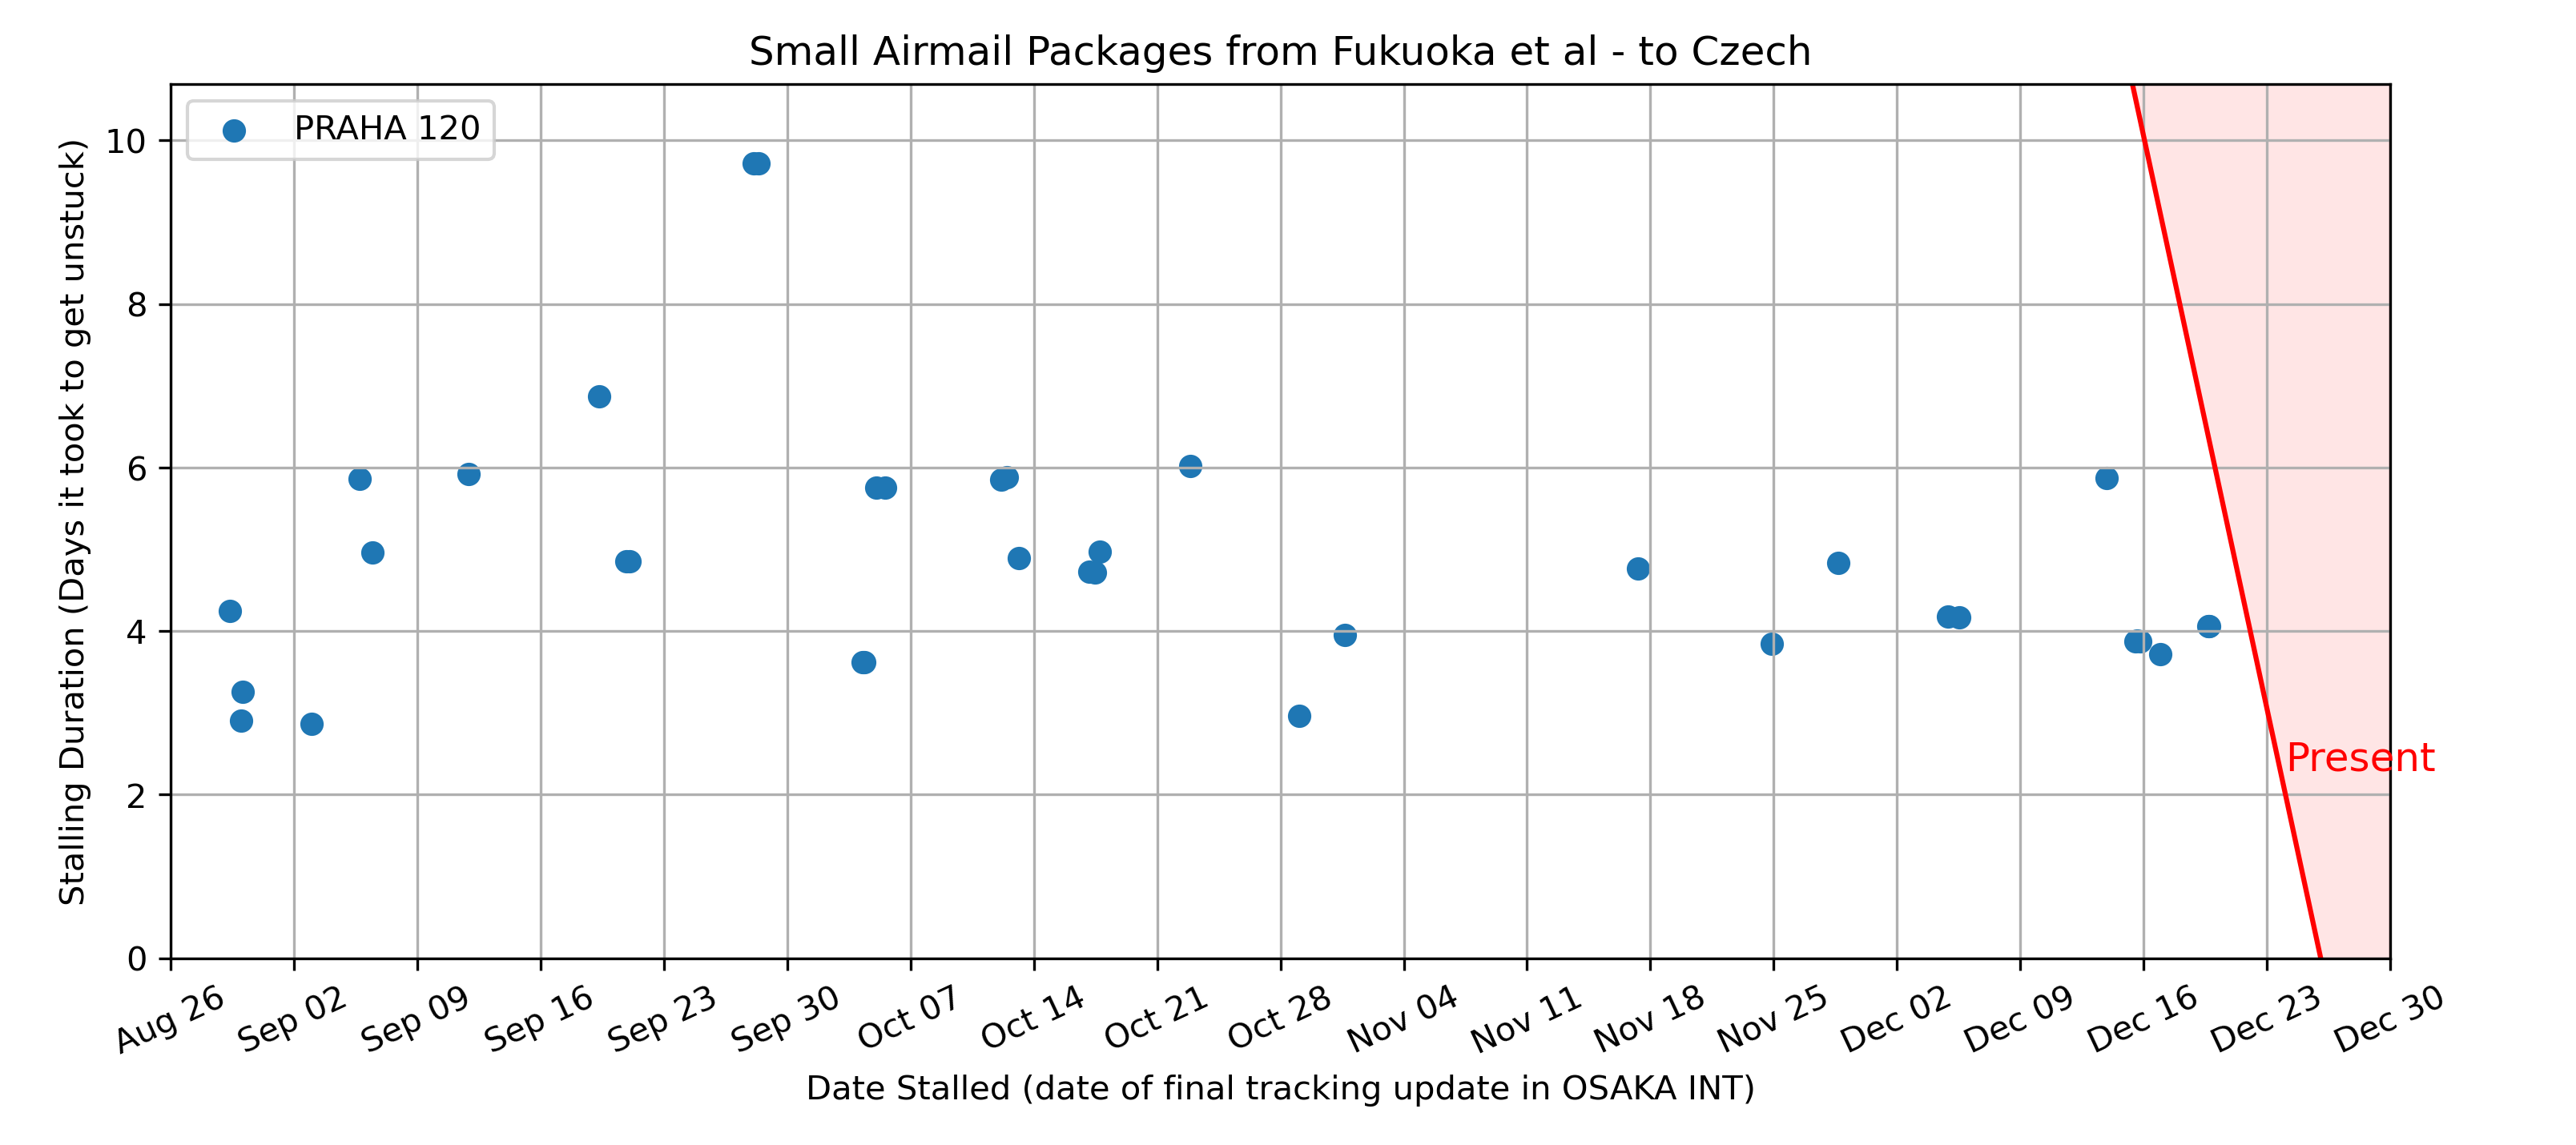 Small Airmail Packages from Fukuoka et al - to Czech
PRAHA 120
Stalling Duration (Days it took to get unstuck)
10
8
6
4
2
0
Present
Aug 26
Sep 02
Sep 09
Sep 16
Sep 23
Sep 30
Oct 07
Oct 14
Oct 21
Oct 28
Nov 04
Nov 11
Nov 18
Nov 25
Dec 02
Dec 09
Dec 16
Dec 23
Dec 30
Date Stalled (date of final tracking update in OSAKA INT)